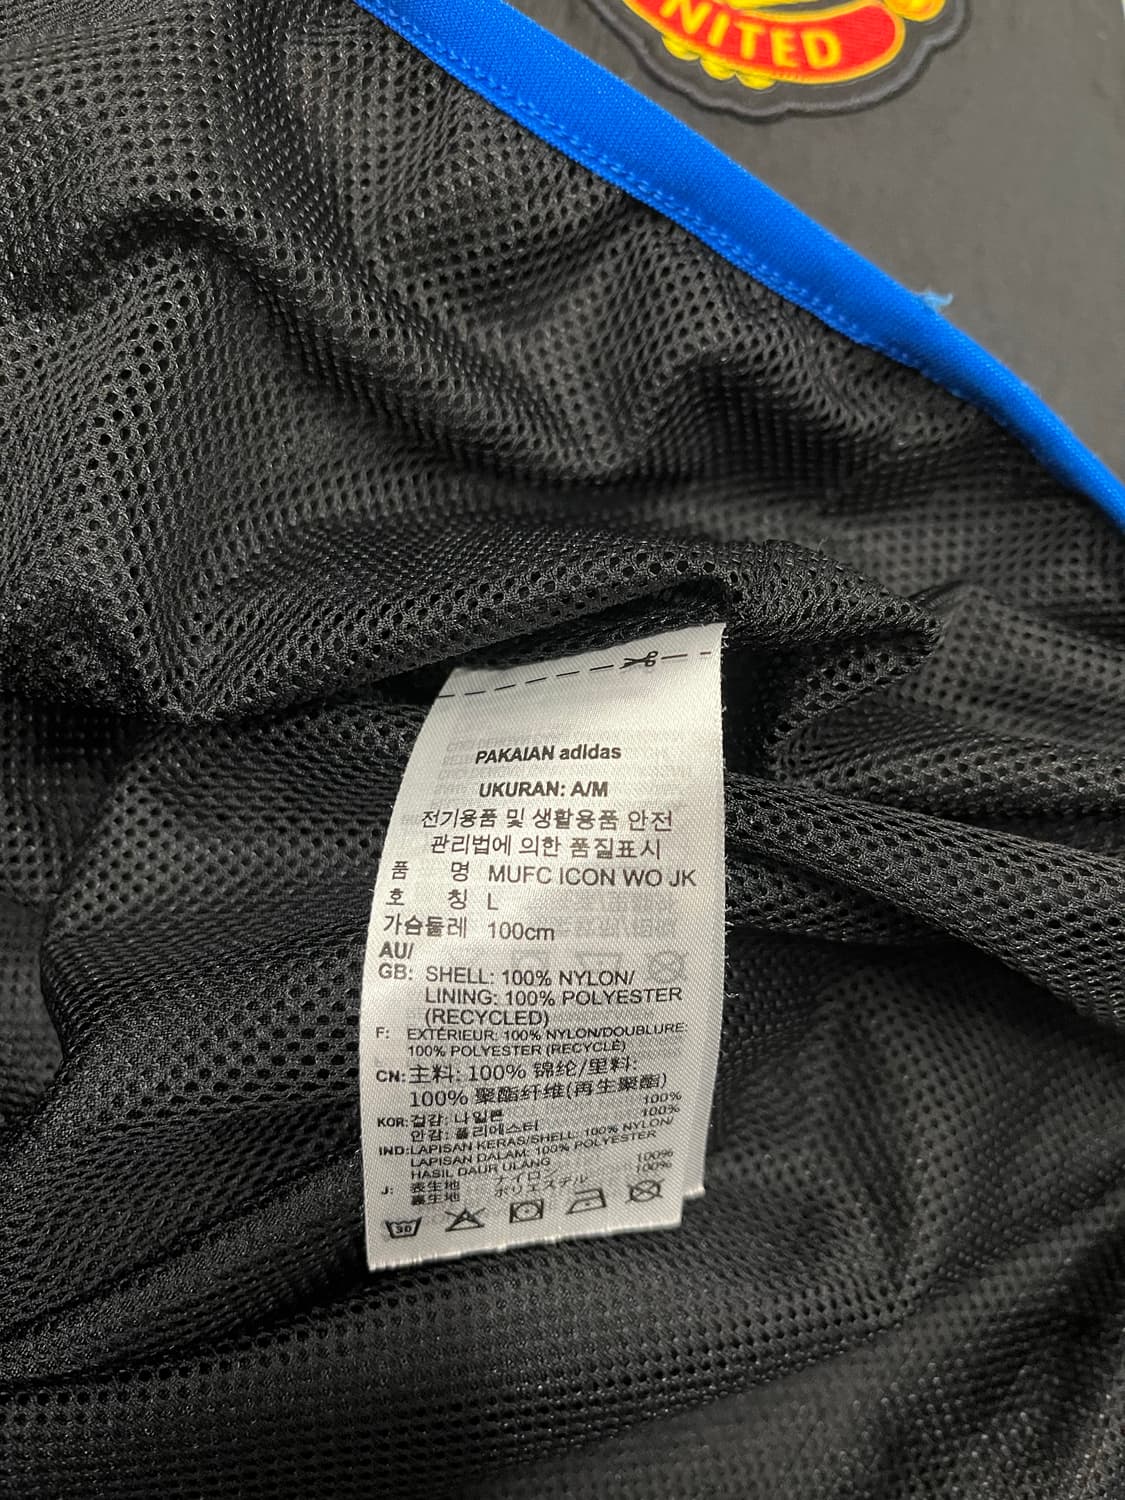 NITED
PAKAIAN adidas
UKURAN: A/M
전기용품 및 생활용품 안전
관리법에 의한 품질표시
품 명 MUFC ICON WO JK
호 칭 L
가슴둘레 100cm
AU/
GB: SHELL: 100% NYLON/
LINING: 100% POLYESTER
(RECYCLED)
F: EXTÉRIEUR: 100% NYLON/DOUBLURE:
100% POLYESTER (RECYCLÉ)
CN: 主料: 100% 锦纶/里料:
100% 聚酯纤维(再生聚酯)
KOR: 겉감: 나일론 100%
안감: 폴리에스터 100%
IND: LAPISAN KERAS/SHELL: 100% NYLON/
LAPISAN DALAM: 100% POLYESTER
HASIL DAUR ULANG
J: 表生地 ナイロン 100%
裏生地 ポリエステル 100%
30